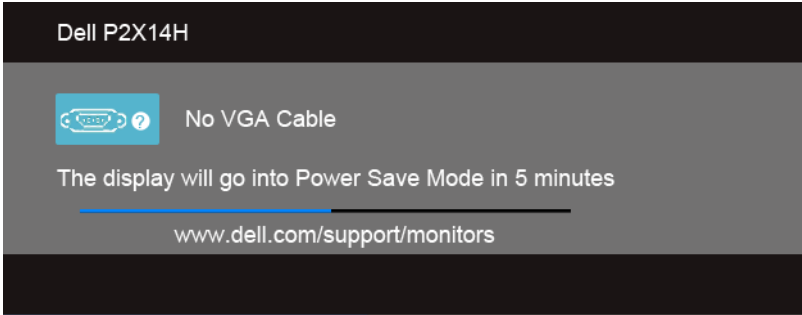 Dell P2X14H
No VGA Cable
The display will go into Power Save Mode in 5 minutes
www.dell.com/support/monitors